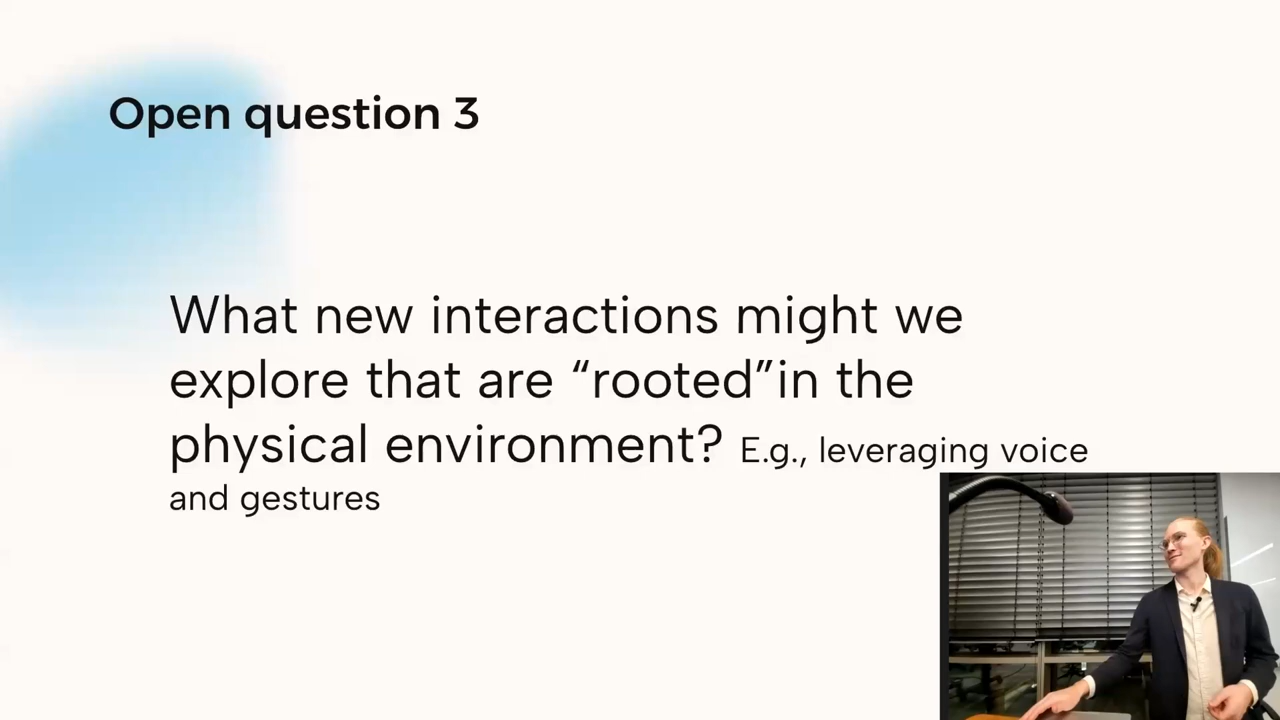 Open question 3
What new interactions might we
explore that are “rooted”in the
physical environment? E.g., leveraging voice
and gestures